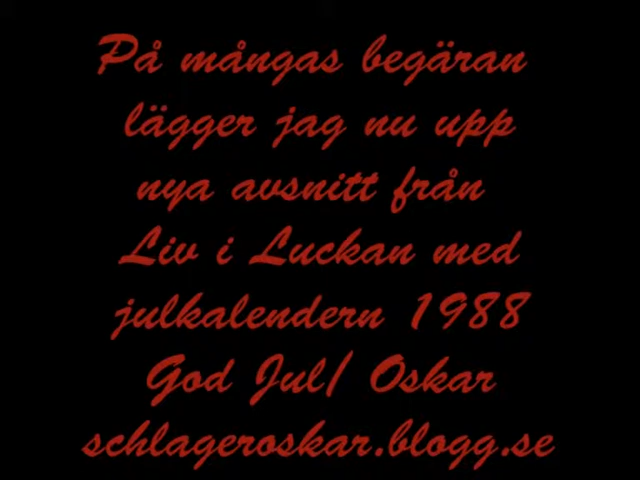 På mångas begäran
lägger jag nu upp
nya avsnitt från
Liv i Luckan med
julkalendern 1988
God Jul/ Oskar
schlageroskar.blogg.se